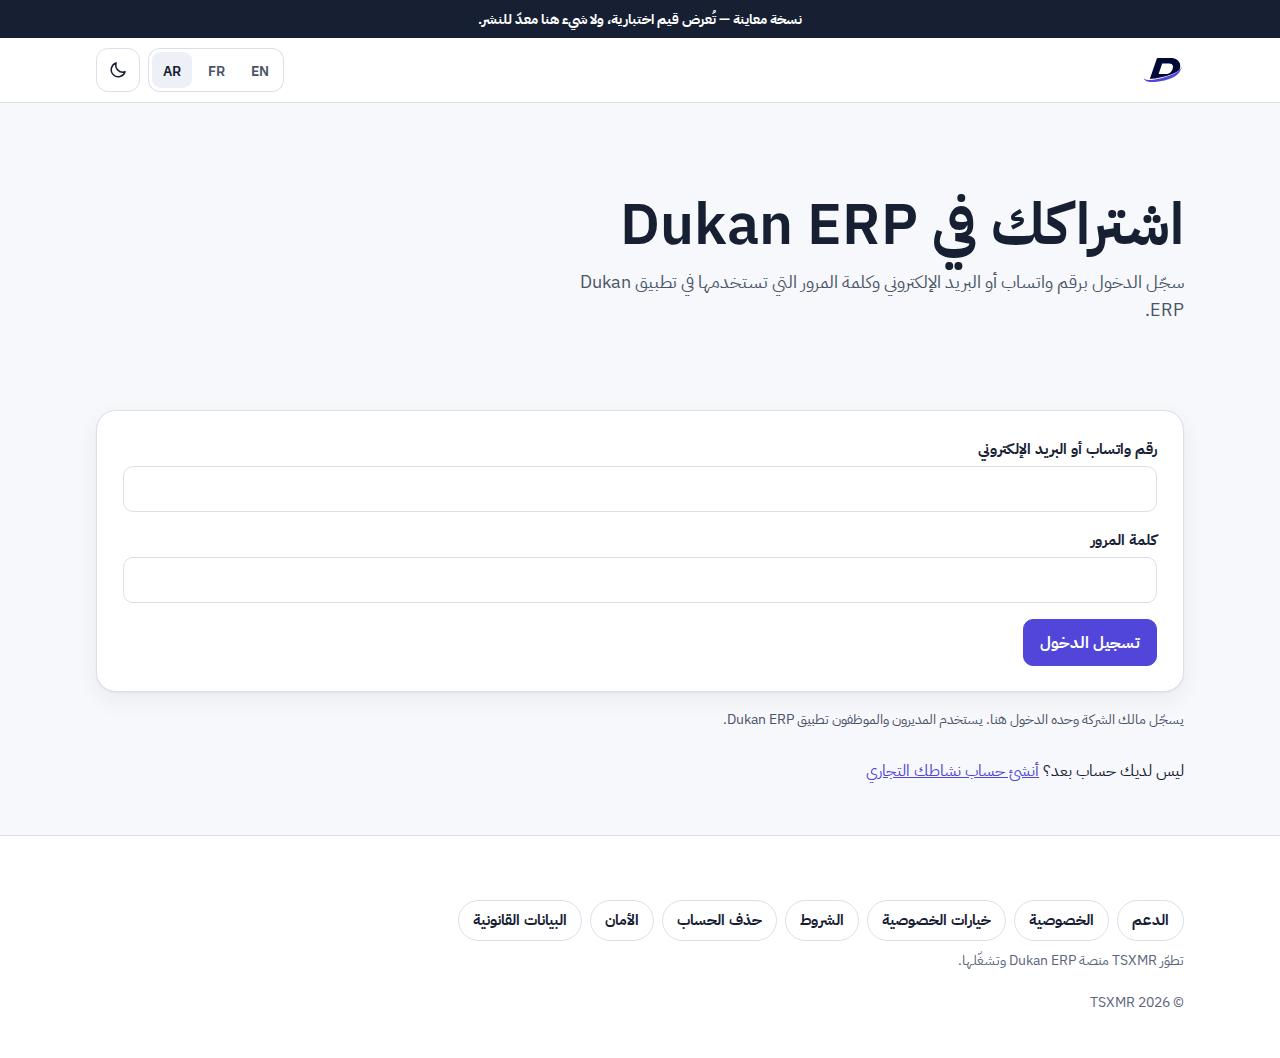 نسخة معاينة — تُعرض قيم اختبارية، ولا شيء هنا معدّ للنشر.
AR FR EN
اشتراكك في Dukan ERP
سجّل الدخول برقم واتساب أو البريد الإلكتروني وكلمة المرور التي تستخدمها في تطبيق Dukan
ERP.
رقم واتساب أو البريد الإلكتروني
كلمة المرور
تسجيل الدخول
يسجّل مالك الشركة وحده الدخول هنا. يستخدم المديرون والموظفون تطبيق Dukan ERP.
ليس لديك حساب بعد؟ أنشئ حساب نشاطك التجاري
الدعم الخصوصية خيارات الخصوصية الشروط حذف الحساب الأمان البيانات القانونية
تطوّر TSXMR منصة Dukan ERP وتشغّلها.
© 2026 TSXMR